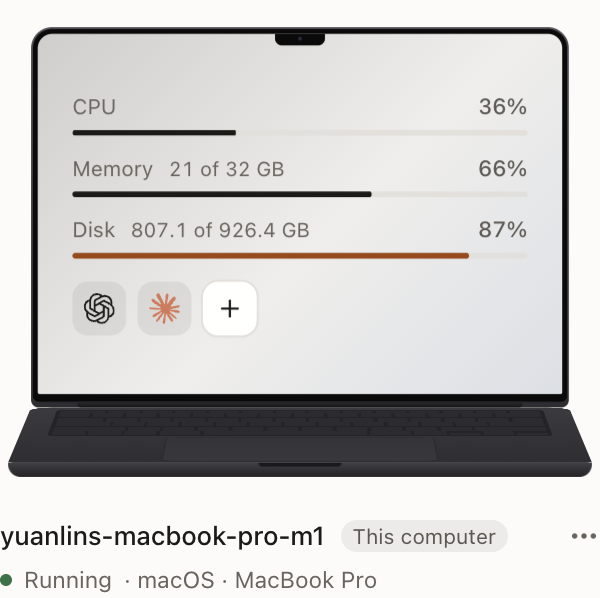 CPU 36%
Memory 21 of 32 GB 66%
Disk 807.1 of 926.4 GB 87%
+
yuanlins-macbook-pro-m1 This computer •••
Running · macOS · MacBook Pro